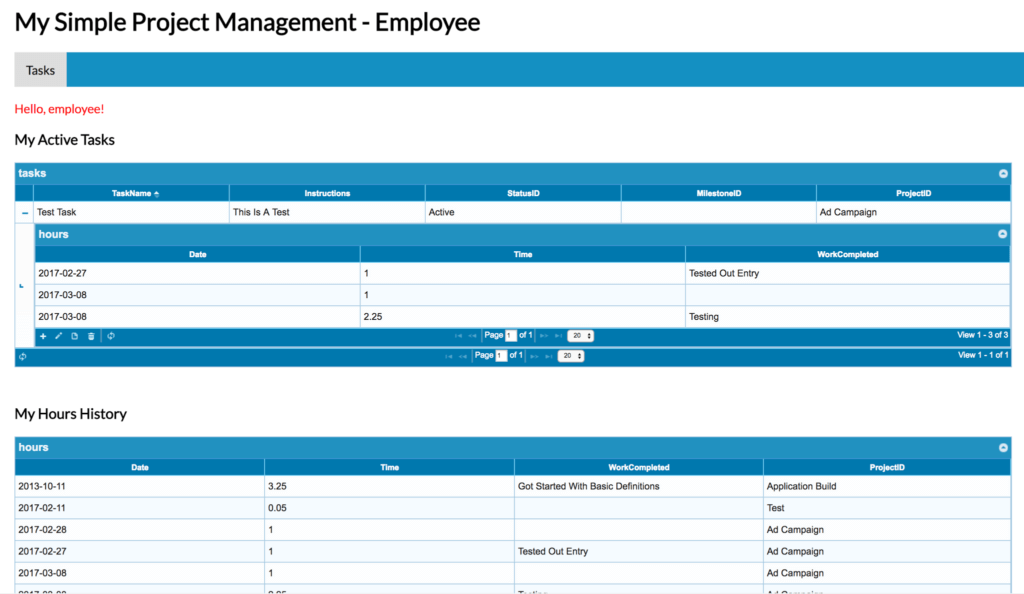 My Simple Project Management - Employee
Tasks
Hello, employee!
My Active Tasks
tasks
TaskName Instructions StatusID MilestoneID ProjectID
Test Task This Is A Test Active Ad Campaign
hours
Date Time WorkCompleted
2017-02-27 1 Tested Out Entry
2017-03-08 1
2017-03-08 2.25 Testing
Page 1 of 1 20 View 1 - 3 of 3
Page 1 of 1 20 View 1 - 1 of 1
My Hours History
hours
Date Time WorkCompleted ProjectID
2013-10-11 3.25 Got Started With Basic Definitions Application Build
2017-02-11 0.05 Test
2017-02-28 1 Ad Campaign
2017-02-27 1 Tested Out Entry Ad Campaign
2017-03-08 1 Ad Campaign